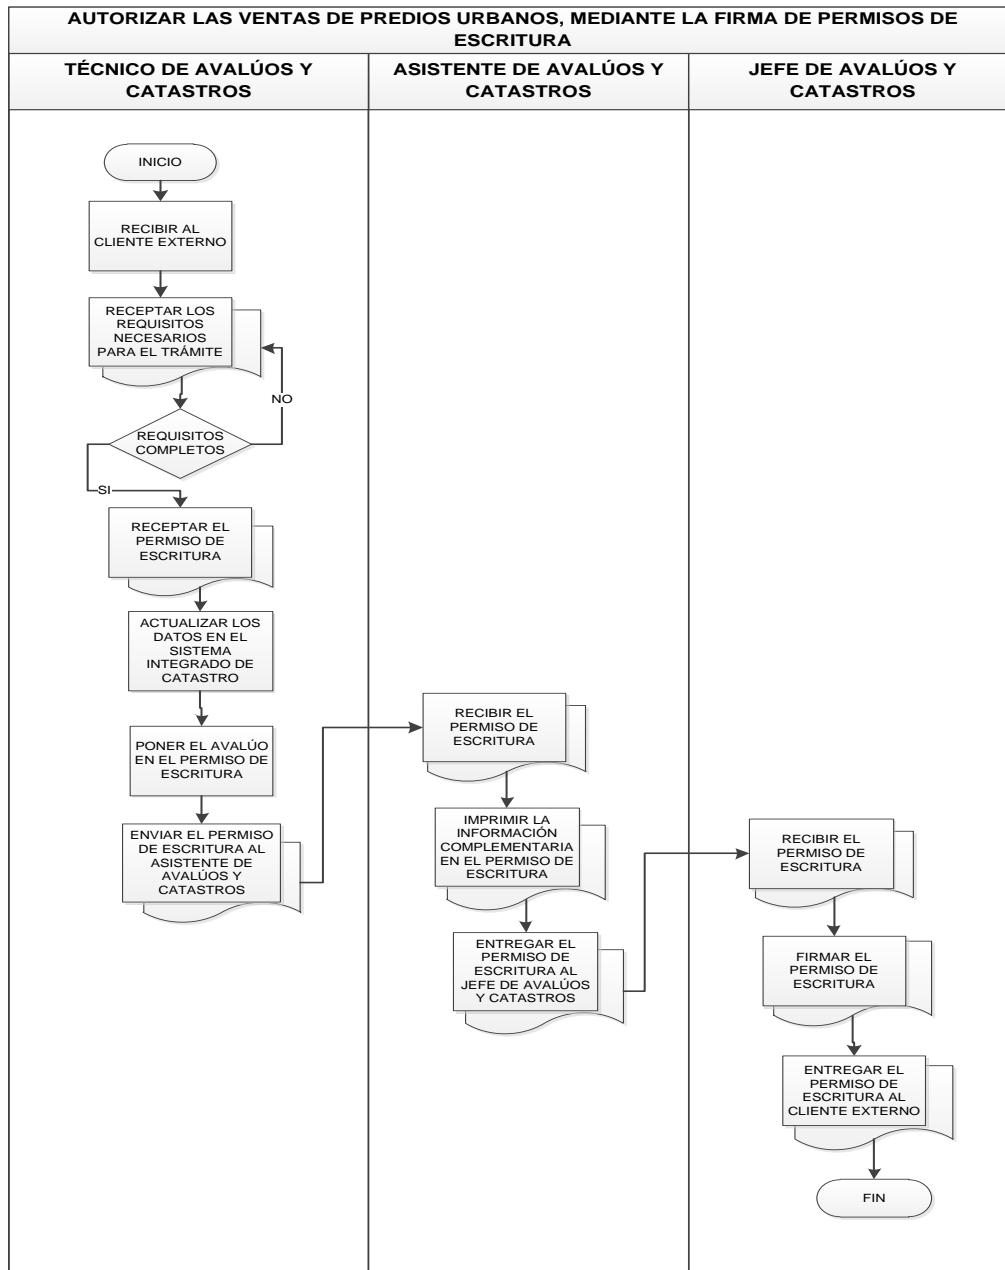 AUTORIZAR LAS VENTAS DE PREDIOS URBANOS, MEDIANTE LA FIRMA DE PERMISOS DE
ESCRITURA
TÉCNICO DE AVALÚOS Y
CATASTROS
ASISTENTE DE AVALÚOS Y
CATASTROS
JEFE DE AVALÚOS Y
CATASTROS
INICIO
RECIBIR AL
CLIENTE EXTERNO
RECEPTAR LOS
REQUISITOS
NECESARIOS
PARA EL TRÁMITE
NO
REQUISITOS
COMPLETOS
SI
RECEPTAR EL
PERMISO DE
ESCRITURA
ACTUALIZAR LOS
DATOS EN EL
SISTEMA
INTEGRADO DE
CATASTRO
PONER EL AVALÚO
EN EL PERMISO DE
ESCRITURA
ENVIAR EL PERMISO
DE ESCRITURA AL
ASISTENTE DE
AVALÚOS Y
CATASTROS
RECIBIR EL
PERMISO DE
ESCRITURA
IMPRIMIR LA
INFORMACIÓN
COMPLEMENTARIA
EN EL PERMISO DE
ESCRITURA
ENTREGAR EL
PERMISO DE
ESCRITURA AL
JEFE DE AVALÚOS
Y CATASTROS
RECIBIR EL
PERMISO DE
ESCRITURA
FIRMAR EL
PERMISO DE
ESCRITURA
ENTREGAR EL
PERMISO DE
ESCRITURA AL
CLIENTE EXTERNO
FIN